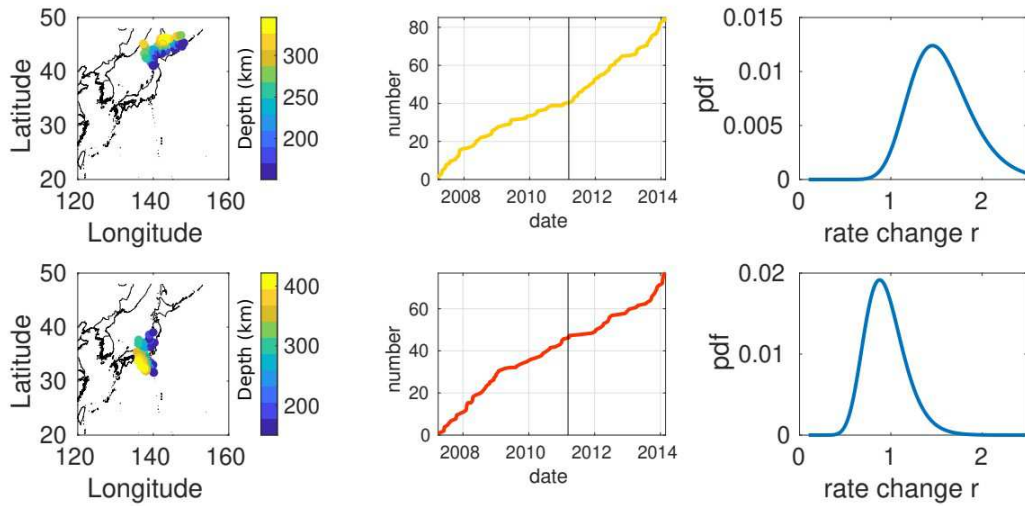 50
40
30
20
120 140 160
Latitude
Longitude
300
250
200
150
Depth (km)
80
60
40
20
0
2008 2010 2012 2014
number
date
0.015
0.01
0.005
0
0 1 2
pdf
rate change r
50
40
30
20
120 140 160
Latitude
Longitude
400
300
200
Depth (km)
60
40
20
0
2008 2010 2012 2014
number
date
0.02
0.01
0
0 1 2
pdf
rate change r